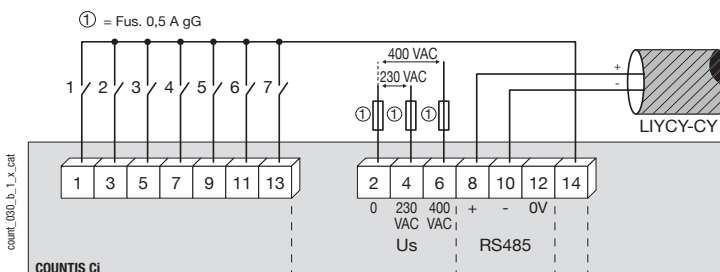 ① = Fus. 0,5 A gG
400 VAC
230 VAC
1 2 3 4 5 6 7
+
-
① ① ①
LIYCY-CY
1 3 5 7 9 11 13
2 4 6 8 10 12 14
0 230 VAC 400 VAC + - 0V
Us RS485
COUNTIS Ci
count_030_b_1_x_cat